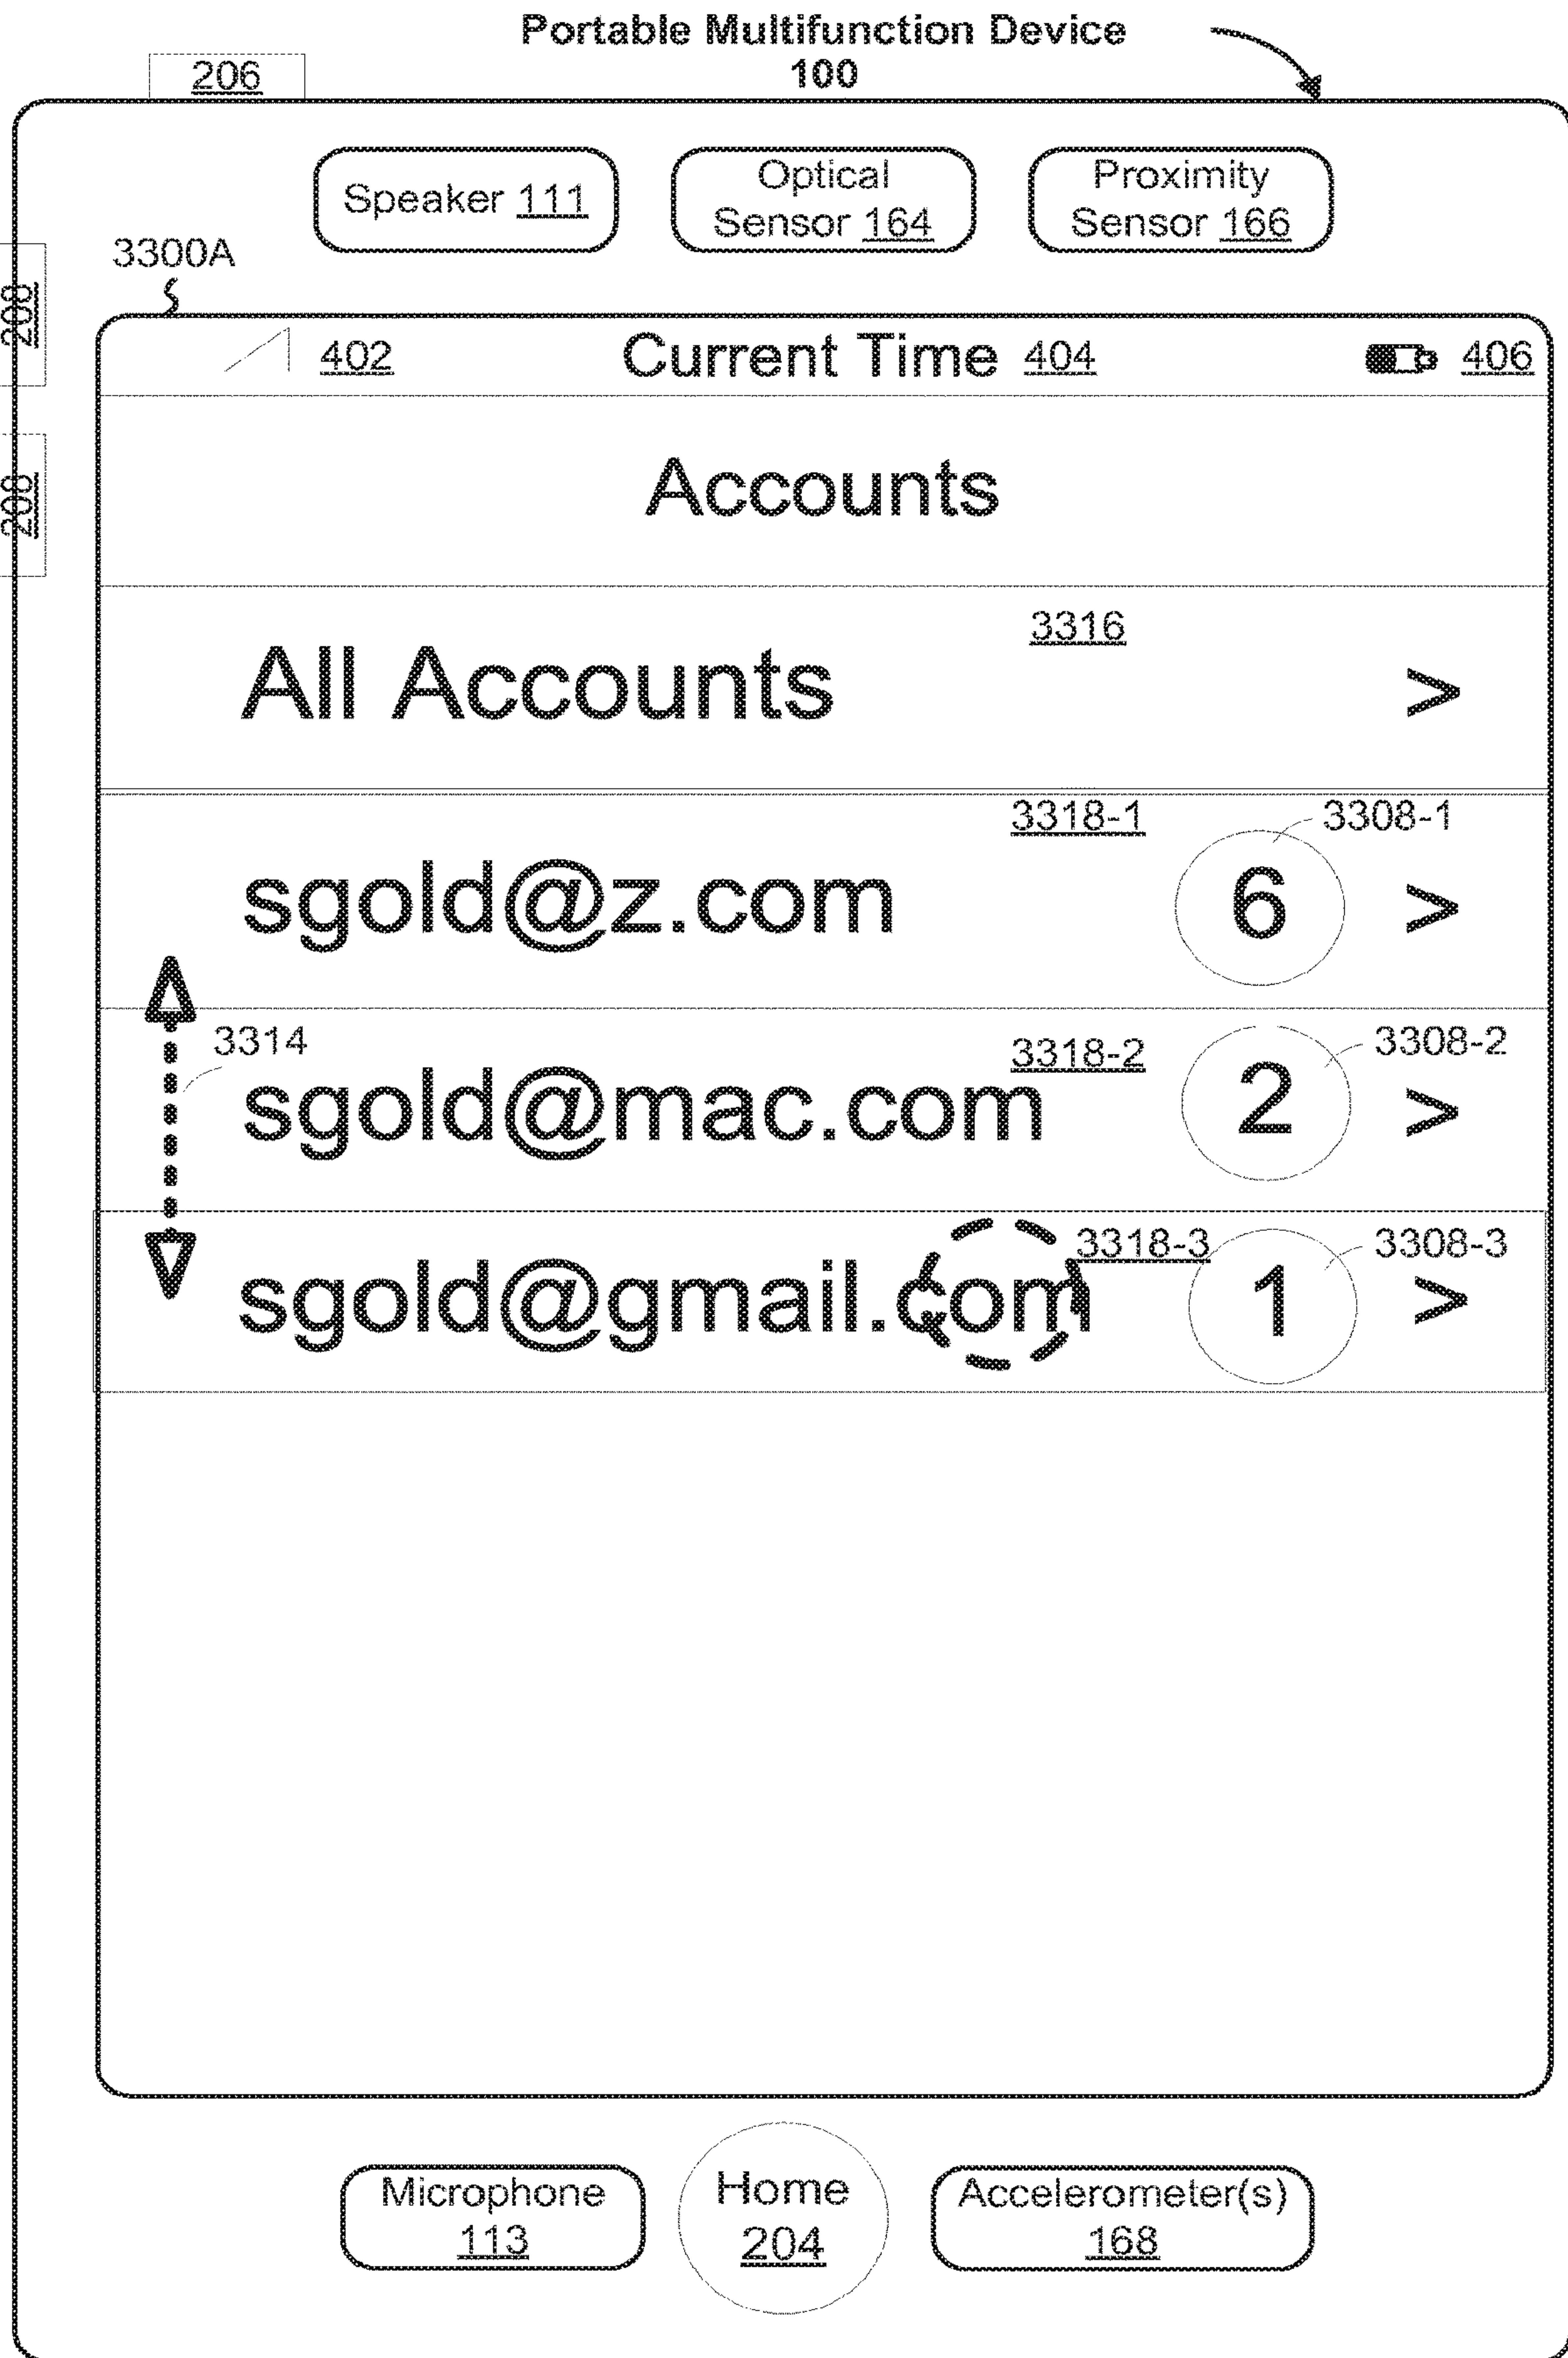 Portable Multifunction Device
100
206
Speaker 111
Optical
Sensor 164
Proximity
Sensor 166
3300A
208
402
Current Time 404
406
208
Accounts
3316
All Accounts >
3318-1
3308-1
sgold@z.com 6 >
3314
3318-2
3308-2
sgold@mac.com 2 >
3318-3
3308-3
sgold@gmail.com 1 >
Microphone
113
Home
204
Accelerometer(s)
168